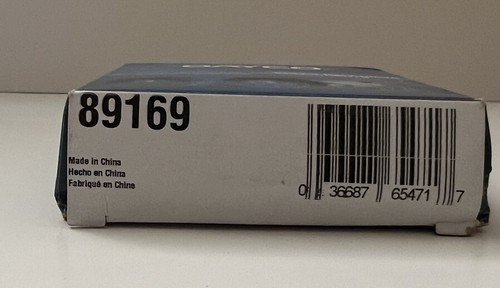 89169
Made in China
Hecho en China
Fabriqué en Chine
0 36687 65471 7